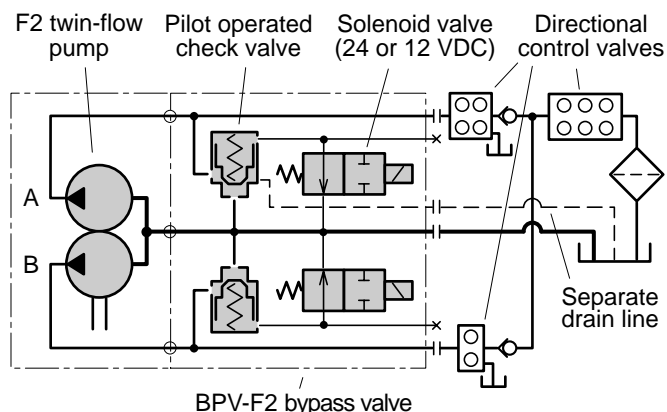 F2 twin-flow
pump
Pilot operated
check valve
Solenoid valve
(24 or 12 VDC)
Directional
control valves
A
B
Separate
drain line
BPV-F2 bypass valve